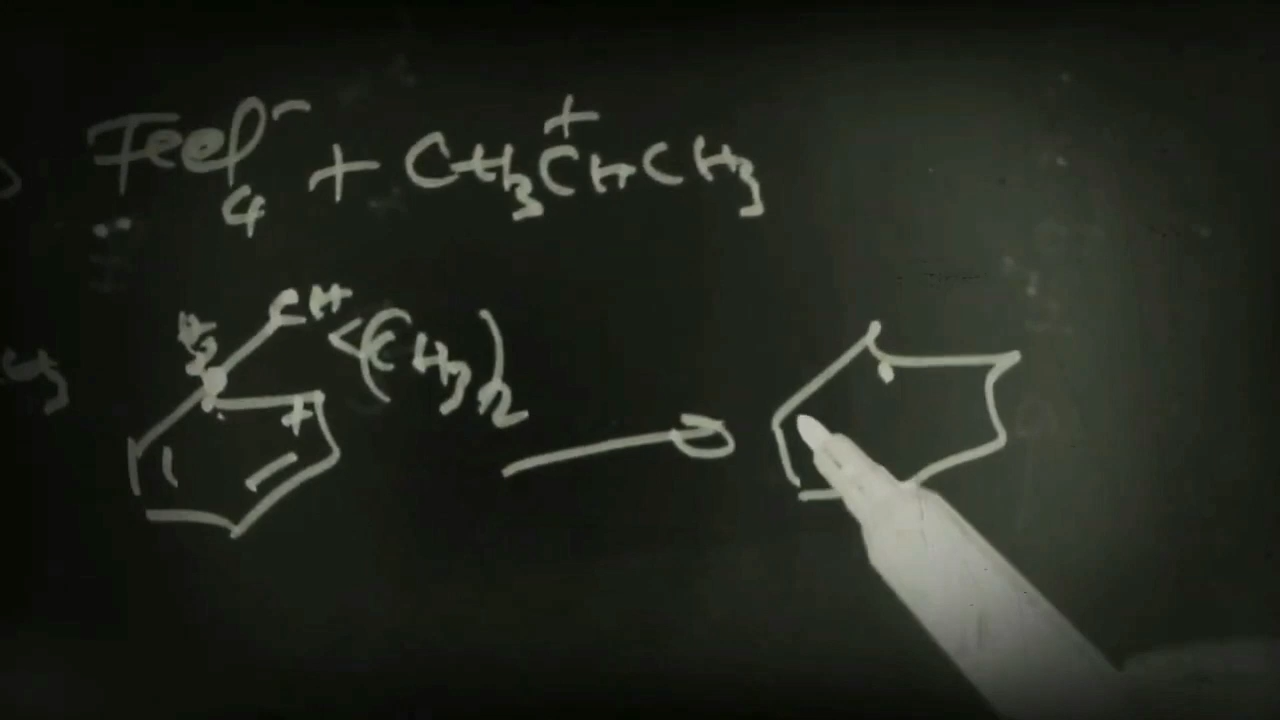 FeCl₄⁻ + CH₃C⁺HCH₃
H CH<(CH₃)₂
+